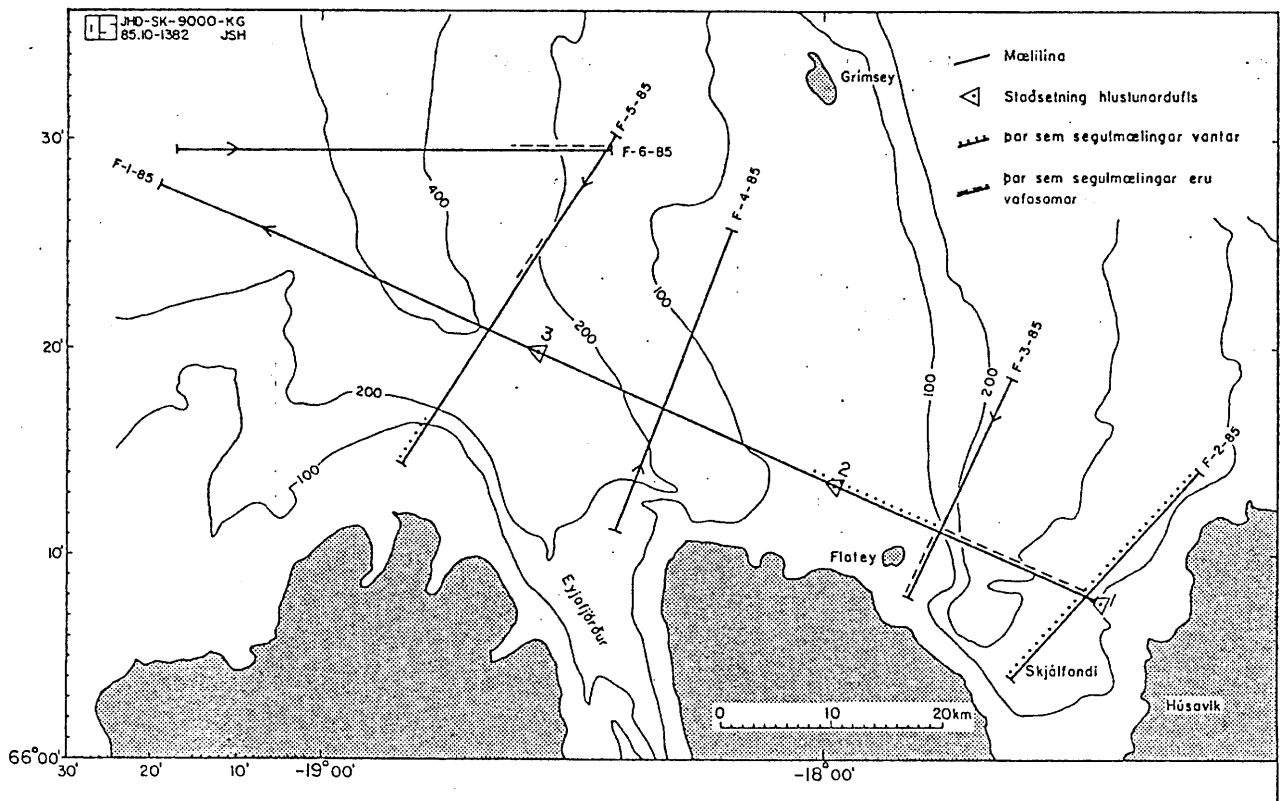 JHD-SK-9000-KG
85.10-1382 JSH
Mælilína
Staðsetning hlustunardufls
þar sem segulmælingar vantar
þar sem segulmælingar eru
vafasamar
Grímsey
F-5-85
F-6-85
F-1-85
F-4-85
F-3-85
F-2-85
400
200
100
200
100
100
200
3
2
1
Flatey
Eyjafjörður
Skjálfandi
Húsavík
0 10 20 km
30'
20'
10'
66°00'
30' 20' 10' -19°00' -18°00'